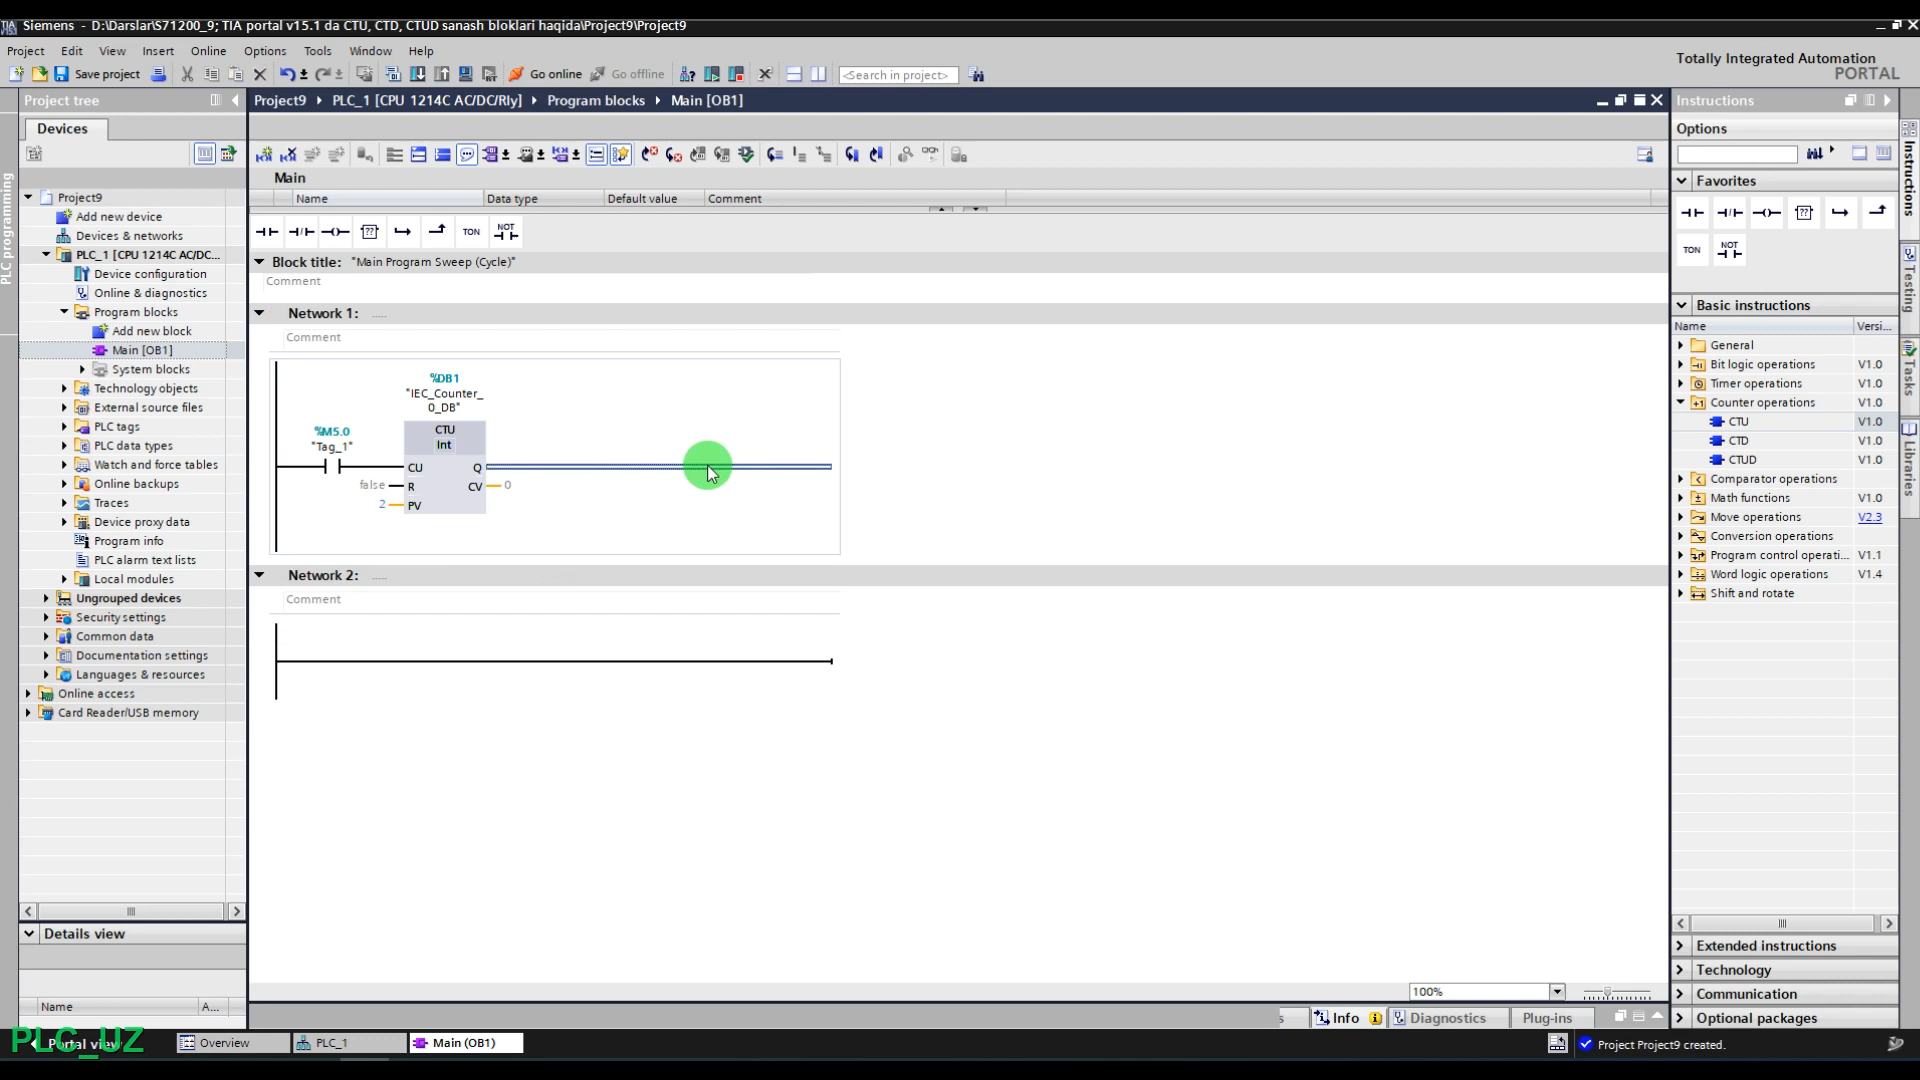 Siemens - D:\Darslar\S71200_9; TIA portal v15.1 da CTU, CTD, CTUD sanash bloklari haqida\Project9\Project9
Project Edit View Insert Online Options Tools Window Help
Totally Integrated Automation
PORTAL
Save project
Go online
Go offline
<Search in project>
Project tree
Project9 PLC_1 [CPU 1214C AC/DC/Rly] Program blocks Main [OB1]
Instructions
Devices
Options
PLC programming
Main
Name Data type Default value Comment
Project9
Add new device
Devices & networks
PLC_1 [CPU 1214C AC/DC...
Device configuration
Online & diagnostics
Program blocks
Add new block
Main [OB1]
System blocks
Technology objects
External source files
PLC tags
PLC data types
Watch and force tables
Online backups
Traces
Device proxy data
Program info
PLC alarm text lists
Local modules
Ungrouped devices
Security settings
Common data
Documentation settings
Languages & resources
Online access
Card Reader/USB memory
Details view
Name A...
??
TON
NOT
Block title: "Main Program Sweep (Cycle)"
Comment
Network 1: .....
Comment
%DB1
"IEC_Counter_
0_DB"
CTU
Int
%M5.0
"Tag_1"
CU Q
false R CV 0
2 PV
Network 2: .....
Comment
100%
Info Diagnostics Plug-ins
Favorites
??
TON
NOT
Basic instructions
Name Versi...
General
Bit logic operations V1.0
Timer operations V1.0
Counter operations V1.0
CTU V1.0
CTD V1.0
CTUD V1.0
Comparator operations
Math functions V1.0
Move operations V2.3
Conversion operations
Program control operati... V1.1
Word logic operations V1.4
Shift and rotate
Extended instructions
Technology
Communication
Optional packages
Instructions
Testing
Tasks
Libraries
PLC_UZ
Portal view
Overview
PLC_1
Main (OB1)
Project Project9 created.